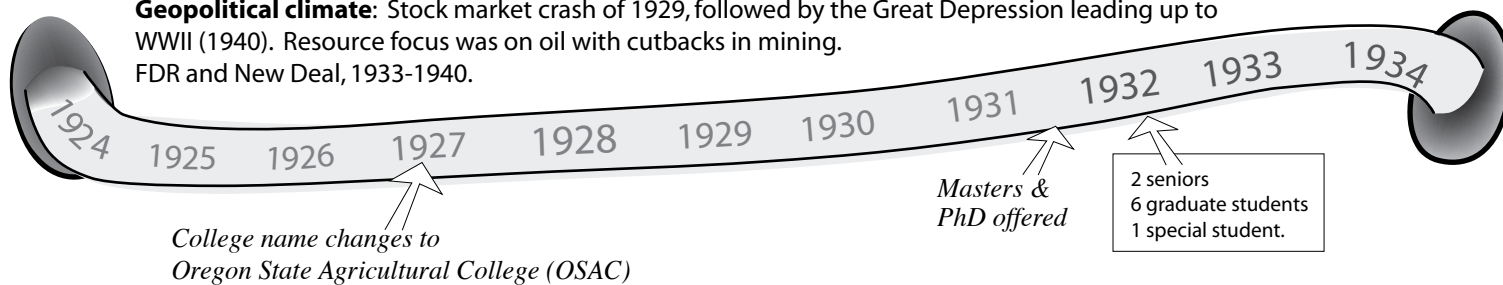 Geopolitical climate: Stock market crash of 1929, followed by the Great Depression leading up to
WWII (1940). Resource focus was on oil with cutbacks in mining.
FDR and New Deal, 1933-1940.
1924
1925
1926
1927
1928
1929
1930
1931
1932
1933
1934
College name changes to
Oregon State Agricultural College (OSAC)
Masters &
PhD offered
2 seniors
6 graduate students
1 special student.